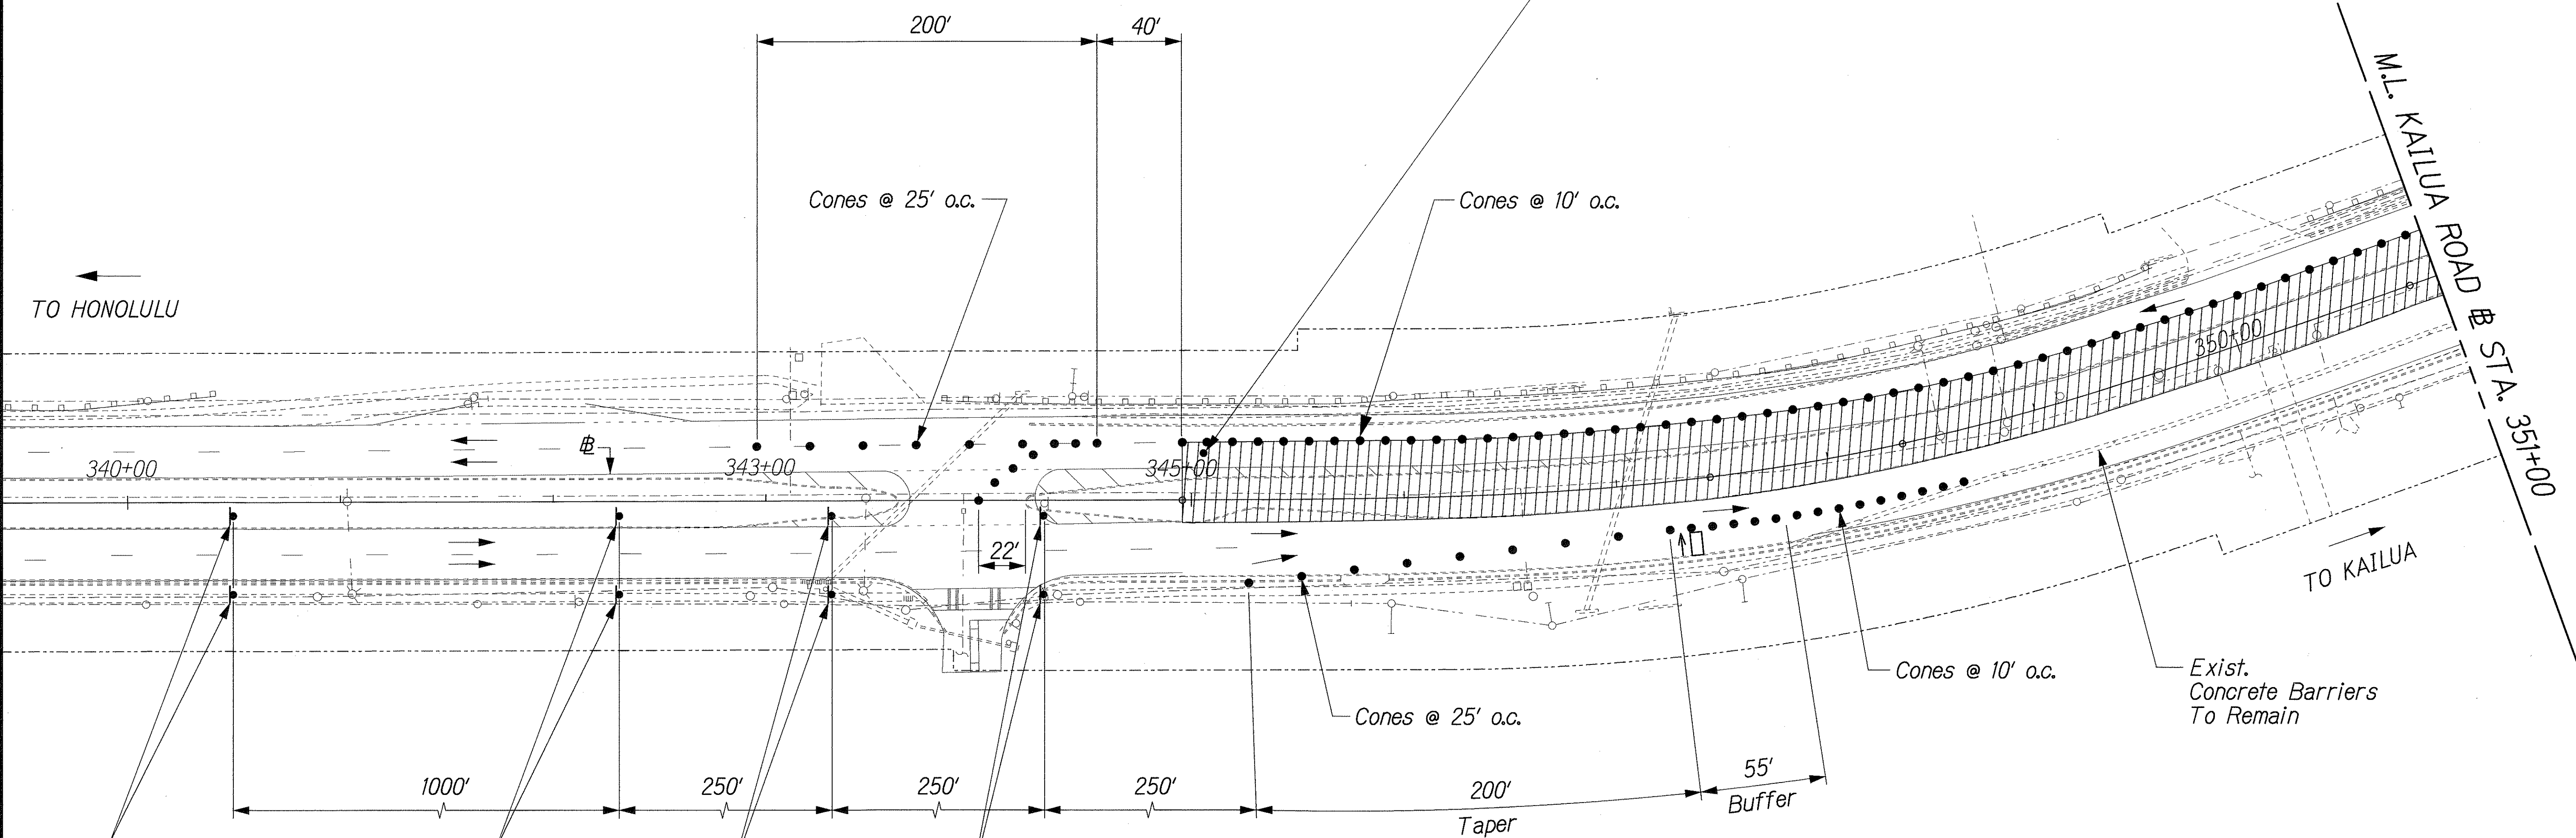 200'
40'
Cones @ 25' o.c.
Cones @ 10' o.c.
M.L. KAILUA ROAD ℄ STA. 351+00
TO HONOLULU
350+00
340+00
343+00
345+00
22'
TO KAILUA
Cones @ 10' o.c.
Exist.
Concrete Barriers
To Remain
Cones @ 25' o.c.
1000'
250'
250'
250'
200'
Taper
55'
Buffer